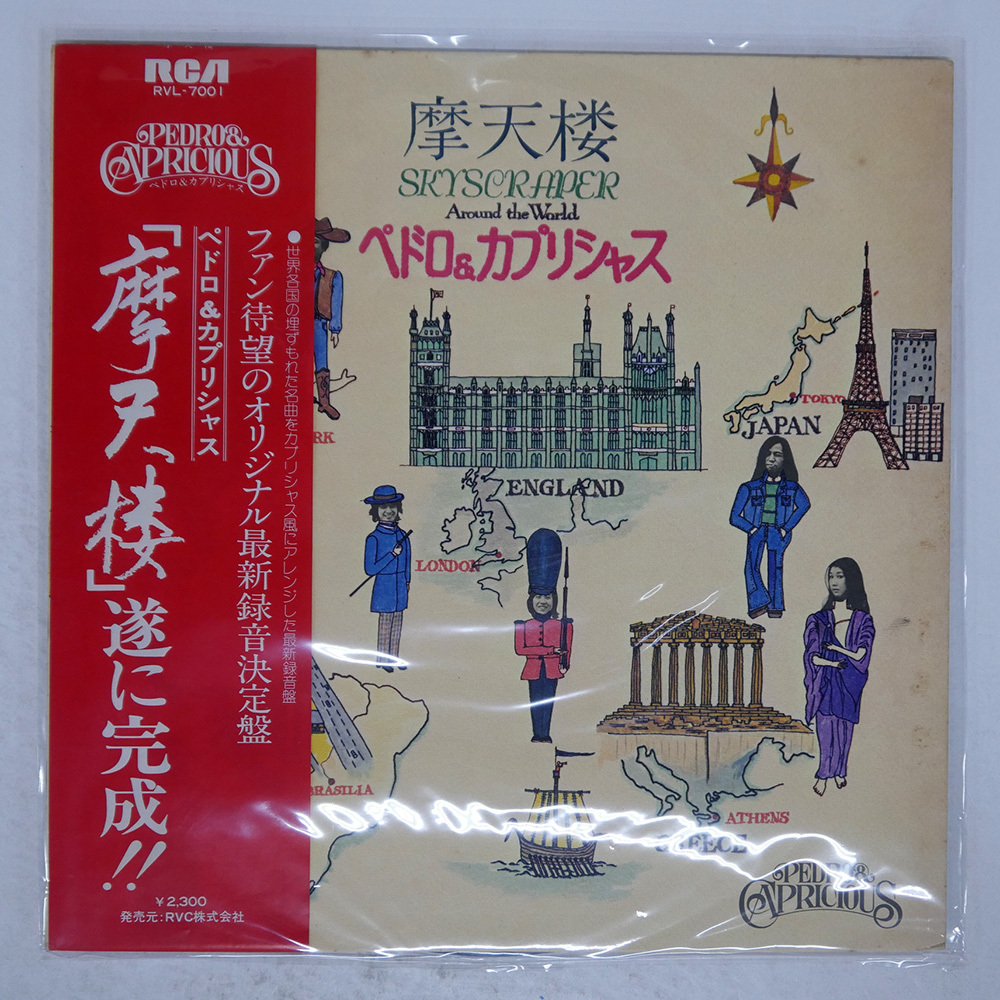 RCA
RVL-7001
PEDRO&
CAPRICIOUS
ペドロ&カプリシャス
●世界各国の埋ずもれた名曲をカプリシャス風にアレンジした最新録音盤
ファン待望のオリジナル最新録音決定盤
ペドロ&カプリシャス
「摩天楼」遂に完成!!
¥2,300
発売元:RVC株式会社
摩天楼
SKYSCRAPER
Around the World
ペドロ&カプリシャス
TOKYO
JAPAN
ENGLAND
LONDON
BRASILIA
ATHENS
GREECE
PEDRO&
CAPRICIOUS